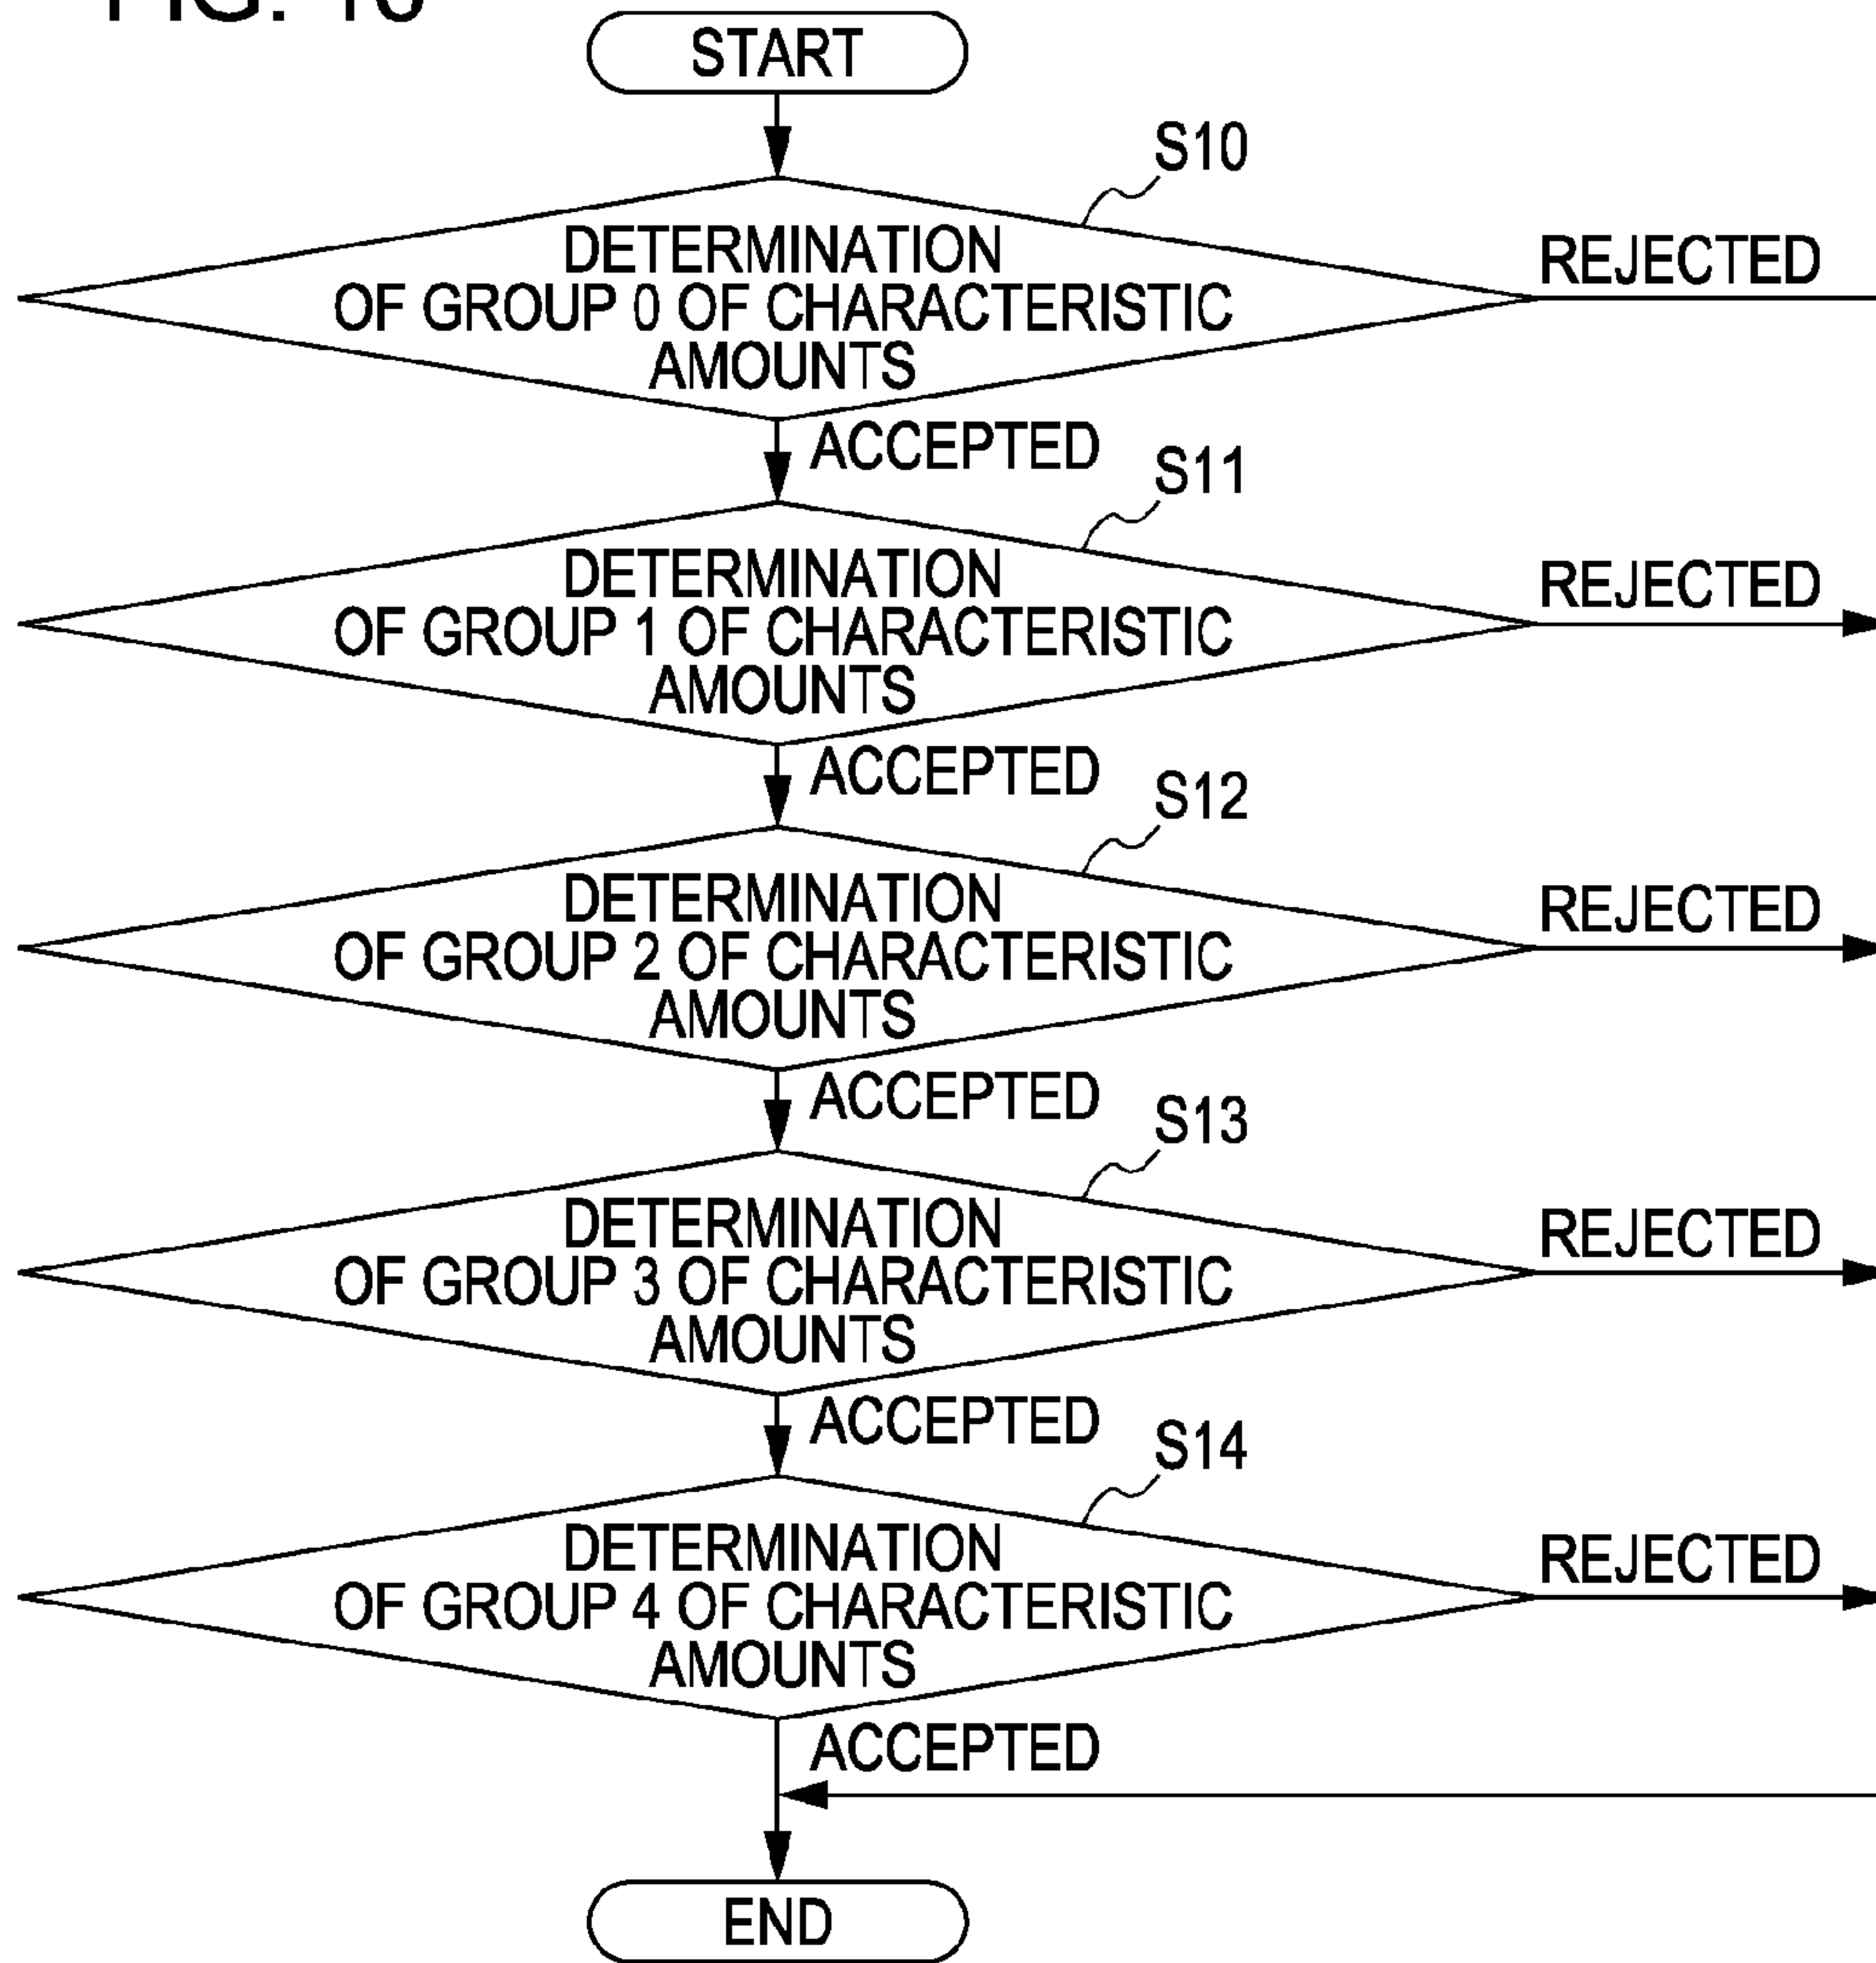 START
S10
DETERMINATION
OF GROUP 0 OF CHARACTERISTIC
AMOUNTS
REJECTED
ACCEPTED
S11
DETERMINATION
OF GROUP 1 OF CHARACTERISTIC
AMOUNTS
REJECTED
ACCEPTED
S12
DETERMINATION
OF GROUP 2 OF CHARACTERISTIC
AMOUNTS
REJECTED
ACCEPTED
S13
DETERMINATION
OF GROUP 3 OF CHARACTERISTIC
AMOUNTS
REJECTED
ACCEPTED
S14
DETERMINATION
OF GROUP 4 OF CHARACTERISTIC
AMOUNTS
REJECTED
ACCEPTED
END